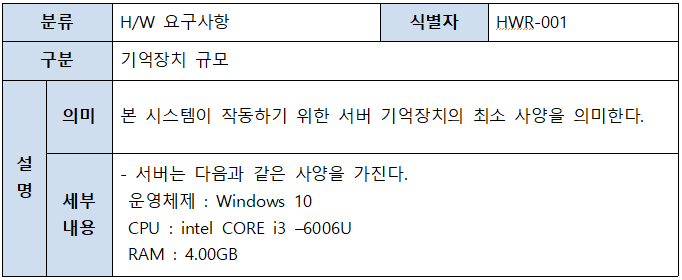 분류 H/W 요구사항 식별자 HWR-001
구분 기억장치 규모
설명
의미 본 시스템이 작동하기 위한 서버 기억장치의 최소 사양을 의미한다.
세부 내용
- 서버는 다음과 같은 사양을 가진다.
운영체제 : Windows 10
CPU : intel CORE i3 –6006U
RAM : 4.00GB